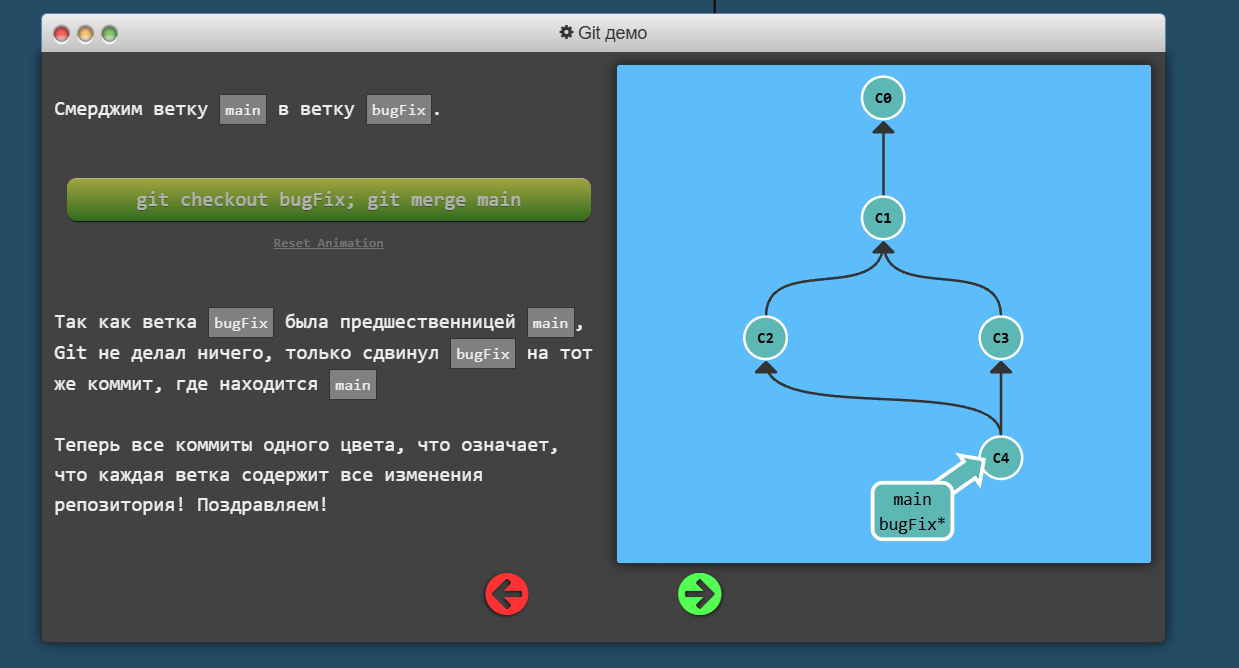 Git демо
Смерджим ветку main в ветку bugFix.
git checkout bugFix; git merge main
Reset Animation
Так как ветка bugFix была предшественницей main,
Git не делал ничего, только сдвинул bugFix на тот
же коммит, где находится main
Теперь все коммиты одного цвета, что означает,
что каждая ветка содержит все изменения
репозитория! Поздравляем!
C0
C1
C2
C3
C4
main
bugFix*